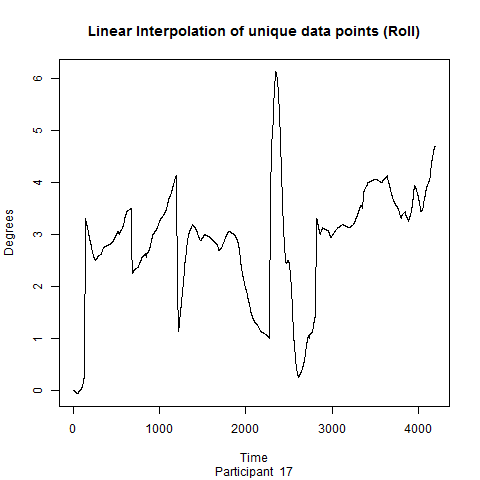 Linear Interpolation of unique data points (Roll)
Degrees
6
5
4
3
2
1
0
0 1000 2000 3000 4000
Time
Participant 17